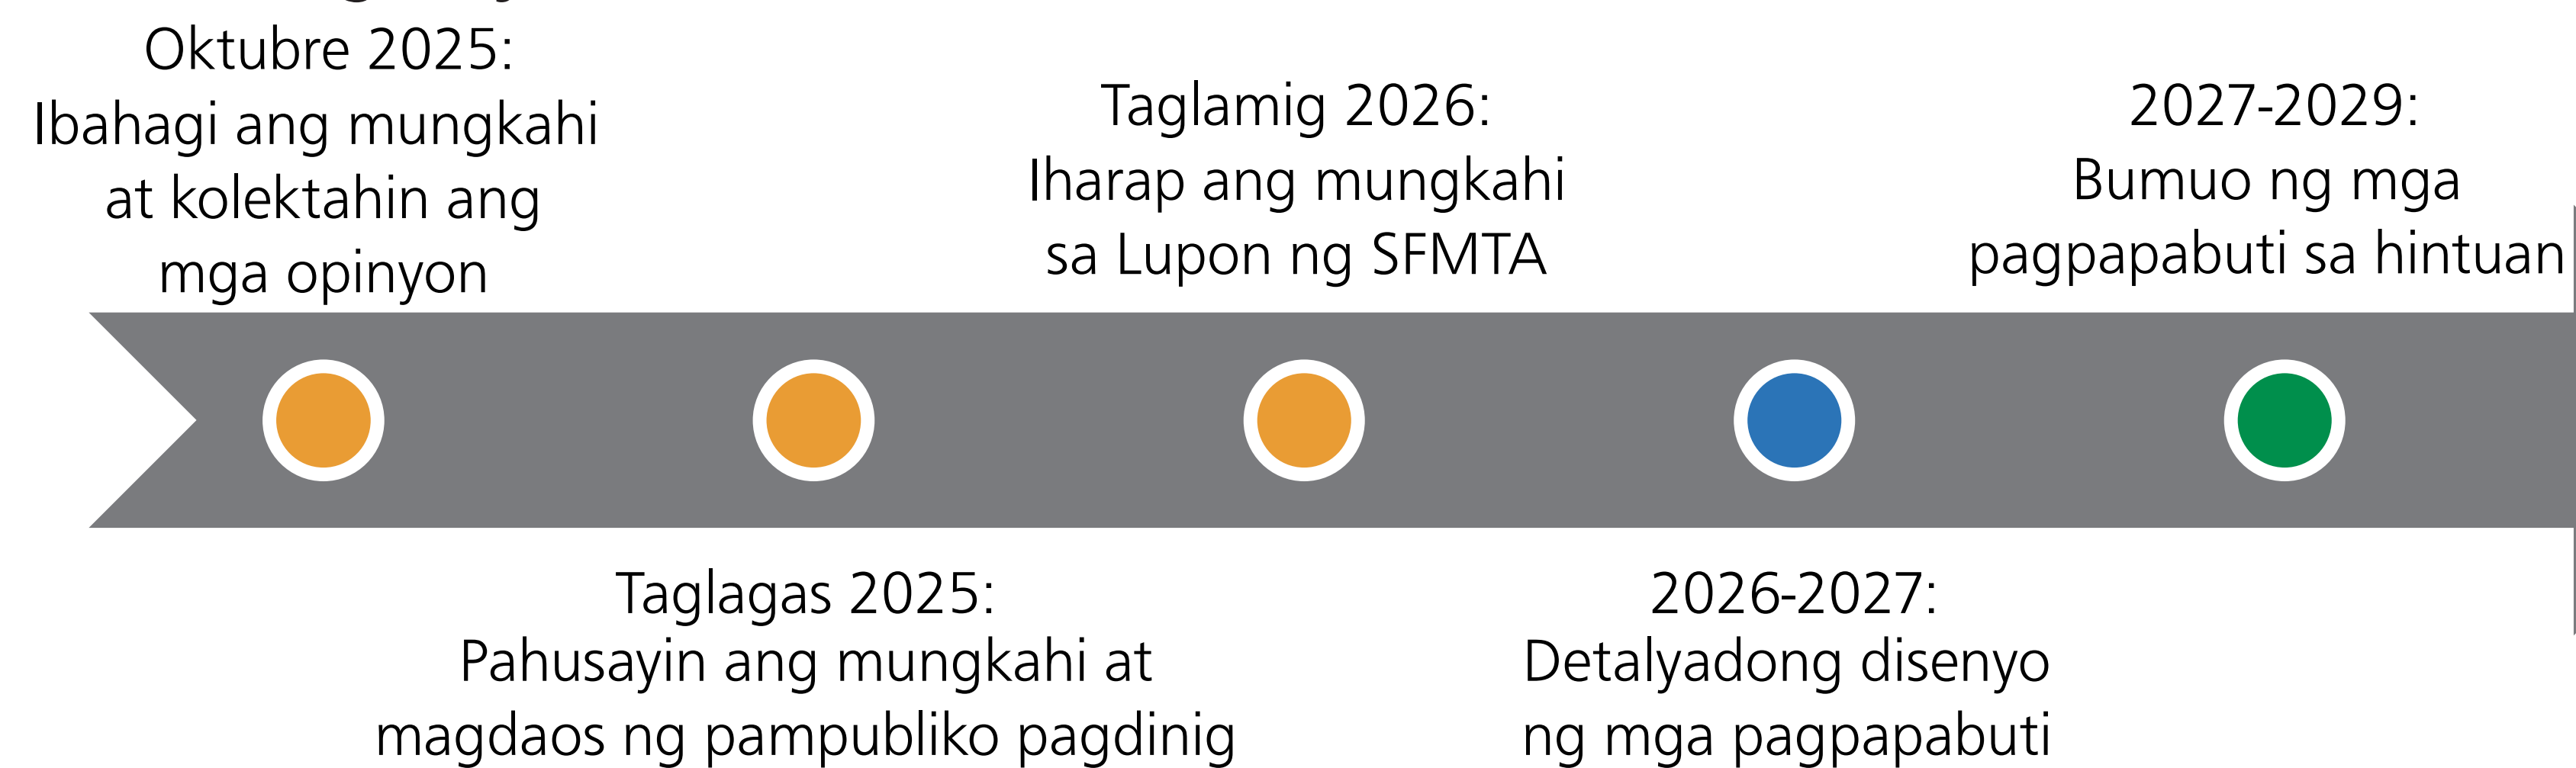 Oktubre 2025:
Ibahagi ang mungkahi
at kolektahin ang
mga opinyon
Taglagas 2025:
Pahusayin ang mungkahi at
magdaos ng pampubliko pagdinig
Taglamig 2026:
Iharap ang mungkahi
sa Lupon ng SFMTA
2026-2027:
Detalyadong disenyo
ng mga pagpapabuti
2027-2029:
Bumuo ng mga
pagpapabuti sa hintuan